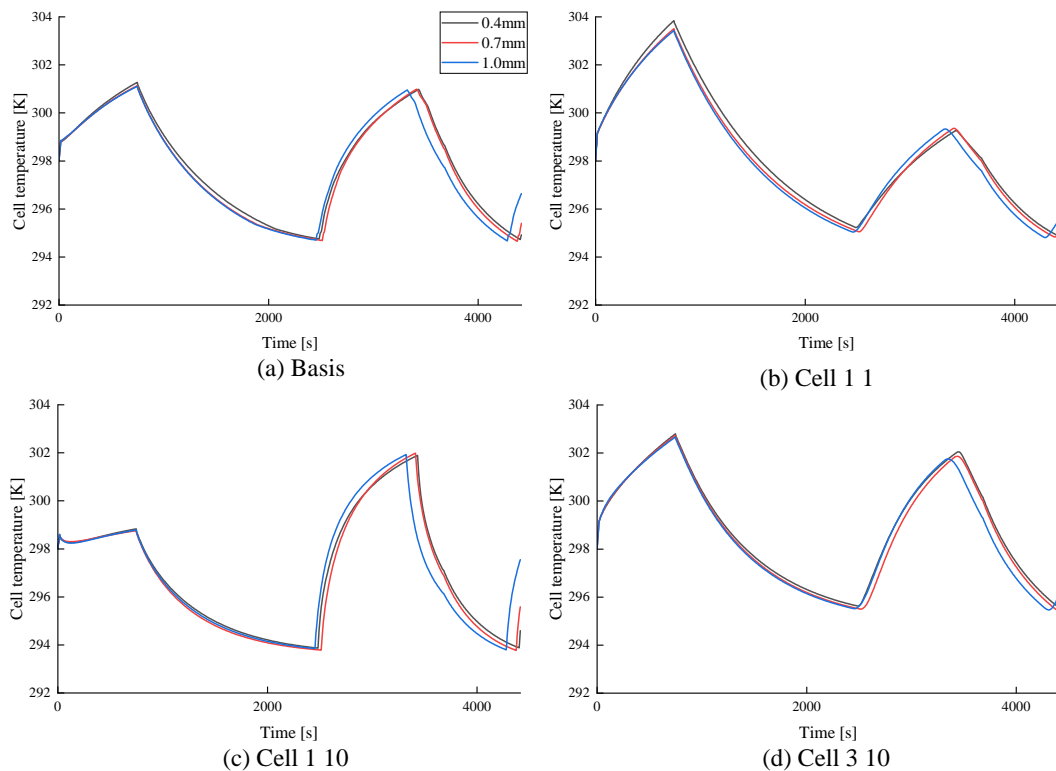 304
302
300
298
296
294
292
Cell temperature [K]
0.4mm
0.7mm
1.0mm
0
2000
4000
Time [s]
(a) Basis
304
302
300
298
296
294
292
Cell temperature [K]
0
2000
4000
Time [s]
(b) Cell 1 1
304
302
300
298
296
294
292
Cell temperature [K]
0
2000
4000
Time [s]
(c) Cell 1 10
304
302
300
298
296
294
292
Cell temperature [K]
0
2000
4000
Time [s]
(d) Cell 3 10